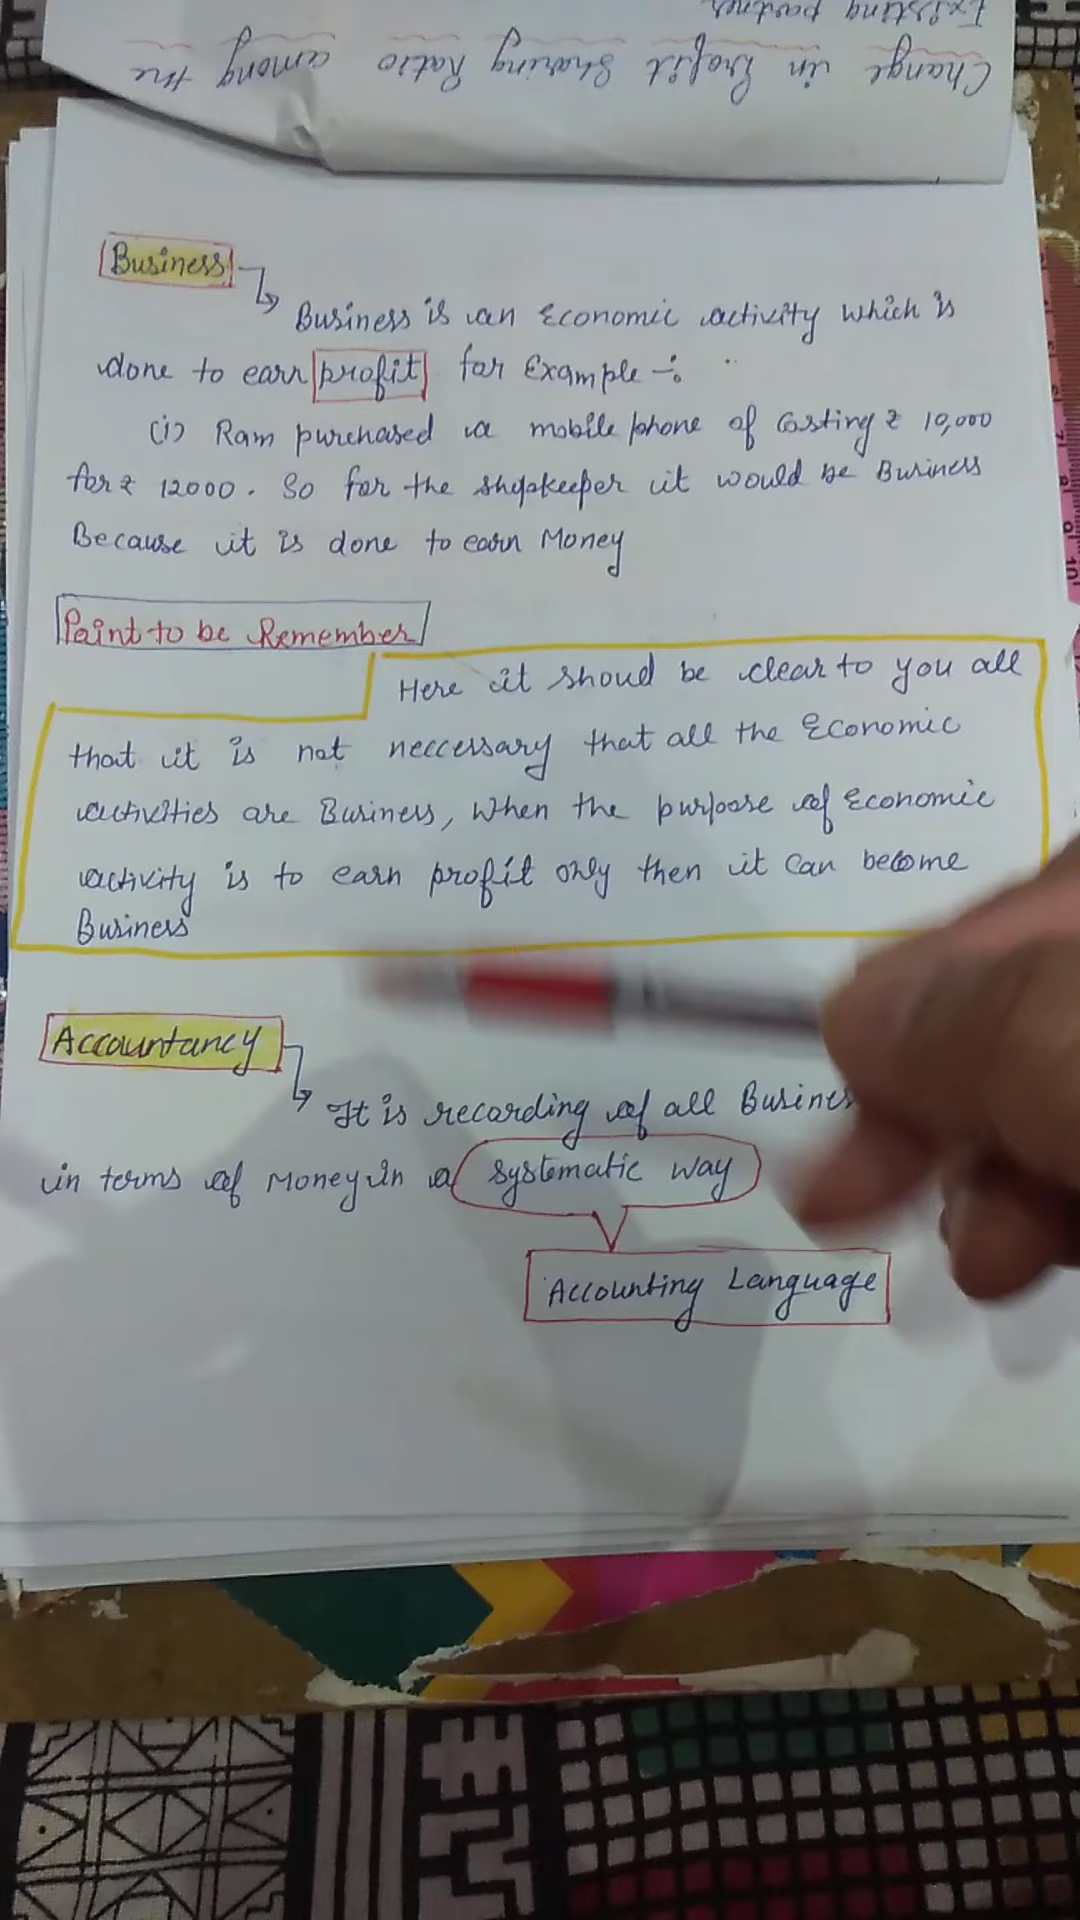 Change in Profit Sharing Ratio among the
Existing partner
Business
Business is an Economic activity which is
done to earn profit for Example -:
(i) Ram purchased a mobile phone of Costing ₹ 10,000
for ₹ 12000. So for the shopkeeper it would be Business
Because it is done to earn Money
Point to be Remember
Here it shoud be clear to you all
that it is not neccessary that all the Economic
activities are Business, When the purpose of Economic
activity is to earn profit only then it can become
Business
Accountancy
It is recording of all
in terms of Money in a systematic way
Accounting Language